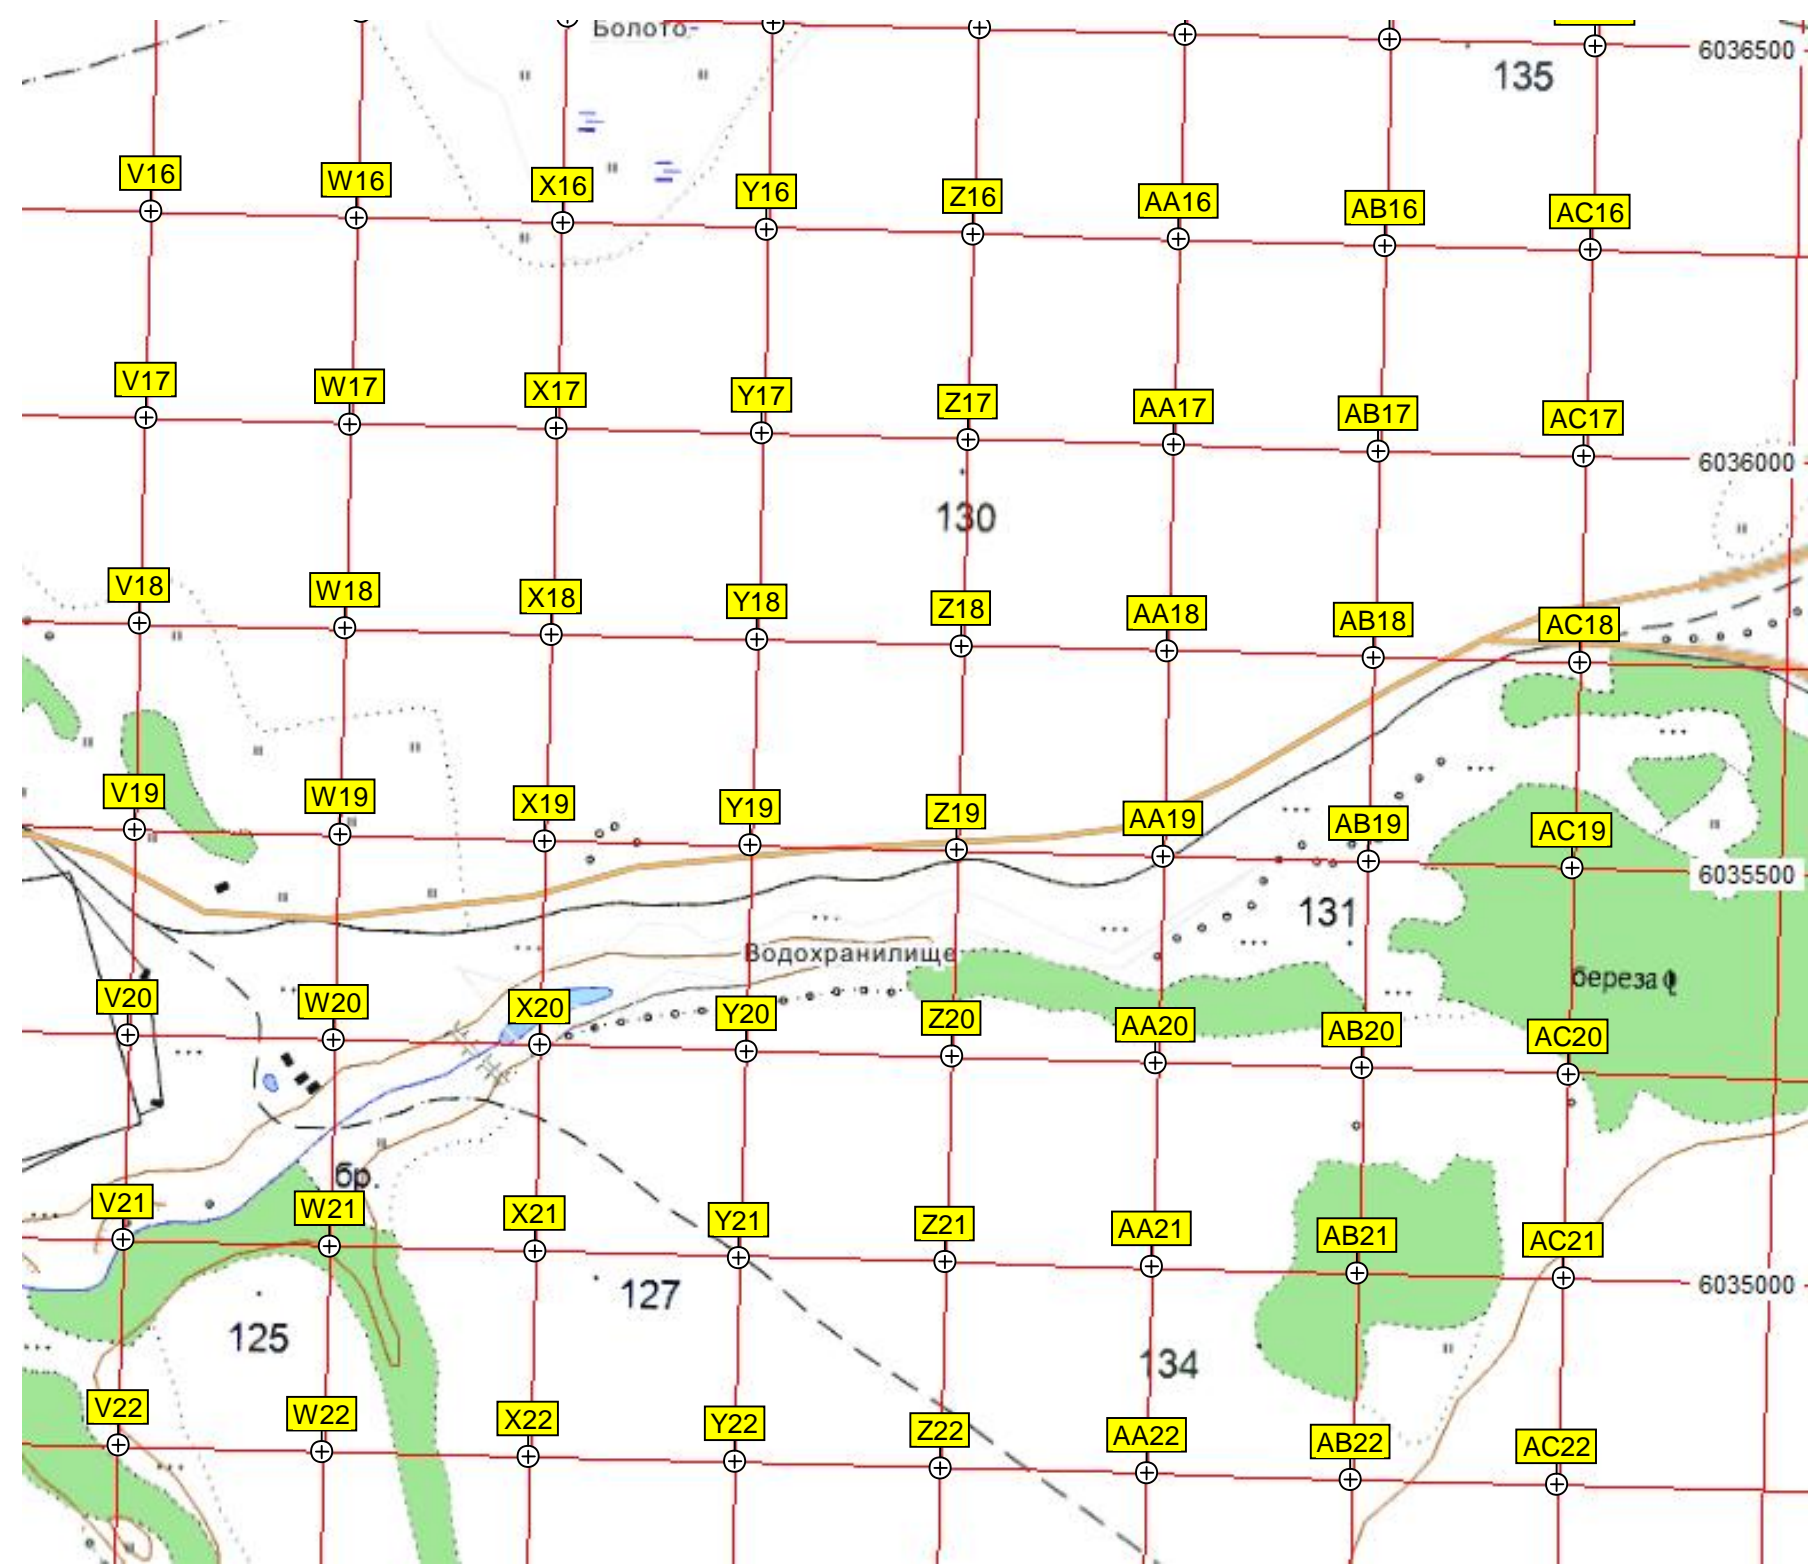 Болото
6036500
135
V16 W16 X16 Y16 Z16 AA16 AB16 AC16
V17 W17 X17 Y17 Z17 AA17 AB17 AC17
6036000
130
V18 W18 X18 Y18 Z18 AA18 AB18 AC18
V19 W19 X19 Y19 Z19 AA19 AB19 AC19
6035500
131
Водохранилище
береза
V20 W20 X20 Y20 Z20 AA20 AB20 AC20
бр.
V21 W21 X21 Y21 Z21 AA21 AB21 AC21
6035000
127
125
134
V22 W22 X22 Y22 Z22 AA22 AB22 AC22